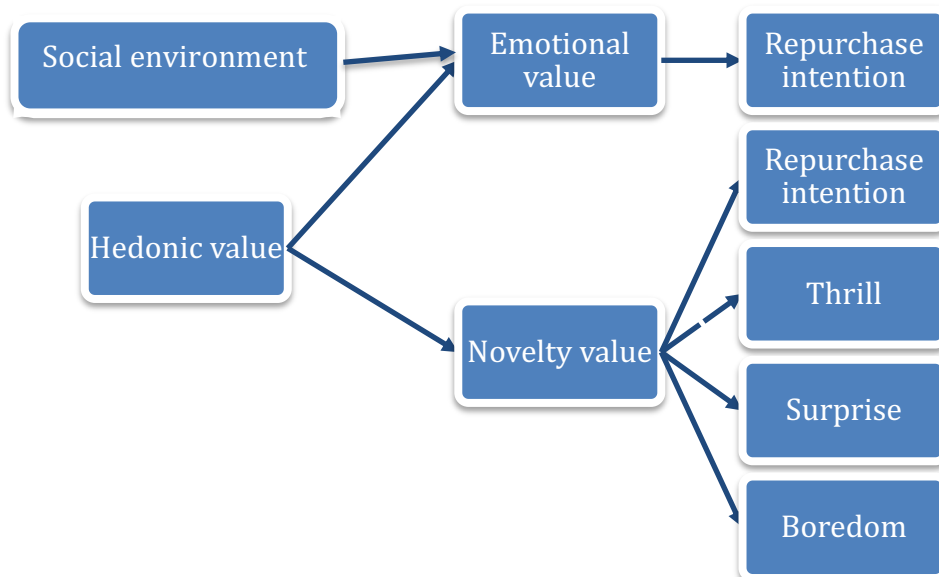 Social environment
Emotional
value
Repurchase
intention
Repurchase
intention
Hedonic value
Thrill
Novelty value
Surprise
Boredom